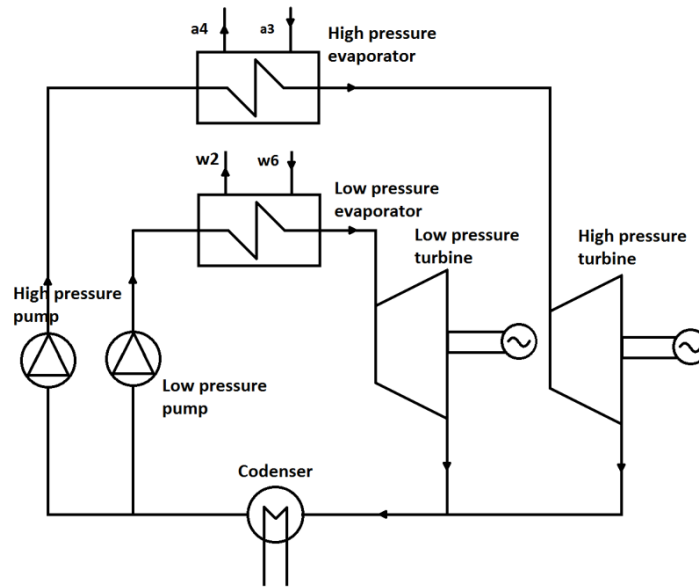 a4
a3
High pressure
evaporator
w2
w6
Low pressure
evaporator
Low pressure
turbine
High pressure
turbine
High pressure
pump
Low pressure
pump
Codenser